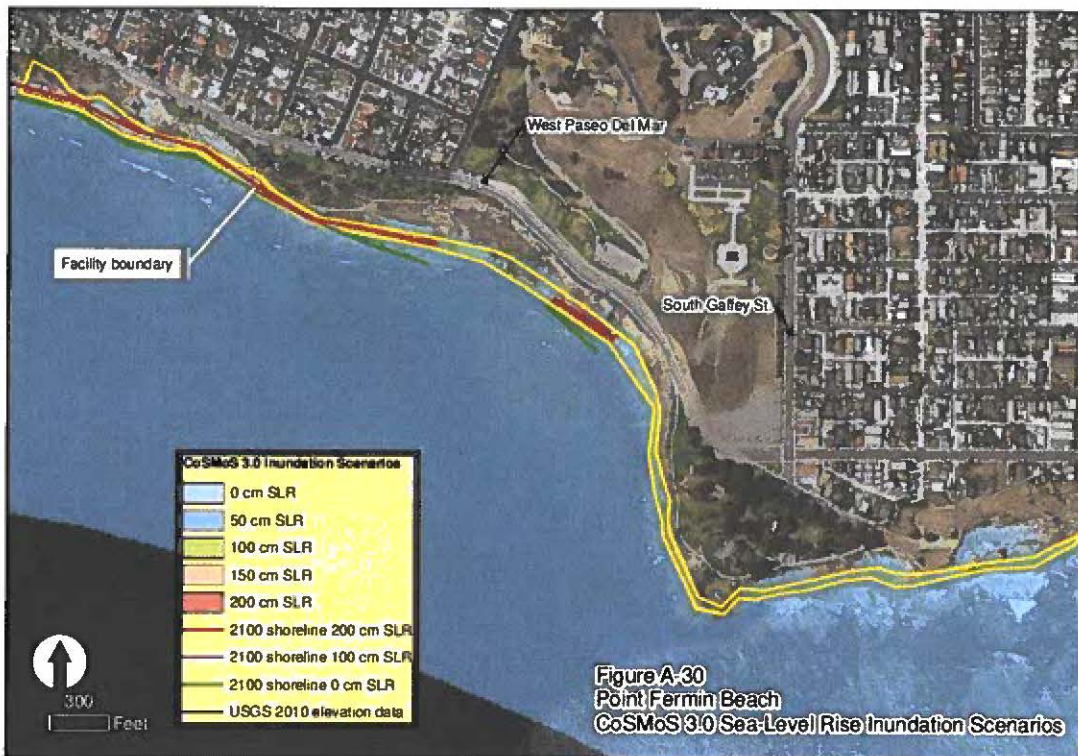 West Paseo Del Mar
Facility boundary
South Gaffey St.
CoSMoS 3.0 Inundation Scenarios
0 cm SLR
50 cm SLR
100 cm SLR
150 cm SLR
200 cm SLR
2100 shoreline 200 cm SLR
2100 shoreline 100 cm SLR
2100 shoreline 0 cm SLR
USGS 2010 elevation data
300
Feet
Figure A-30
Point Fermin Beach
CoSMoS 3.0 Sea-Level Rise Inundation Scenarios